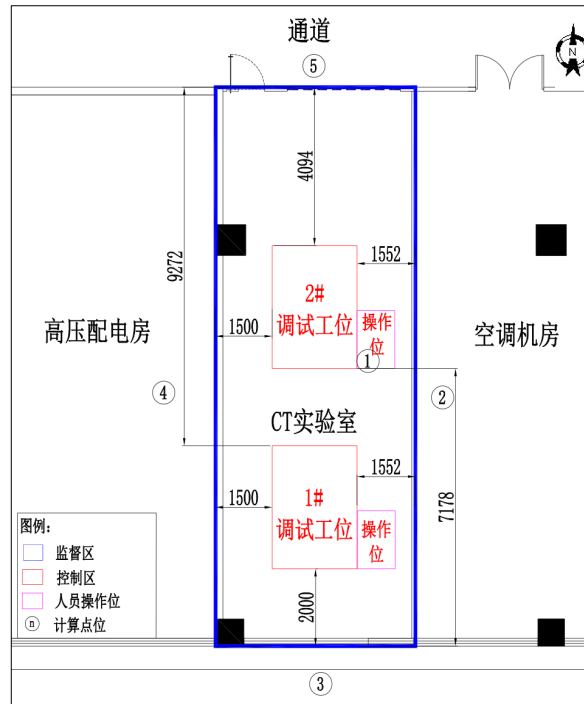 通道
⑤
N
4094
9272
1552
2#
调试工位
操作
位
①
1500
高压配电房
空调机房
④
②
CT实验室
1552
1500
1#
调试工位
操作
位
7178
2000
图例:
监督区
控制区
人员操作位
ⓝ 计算点位
③